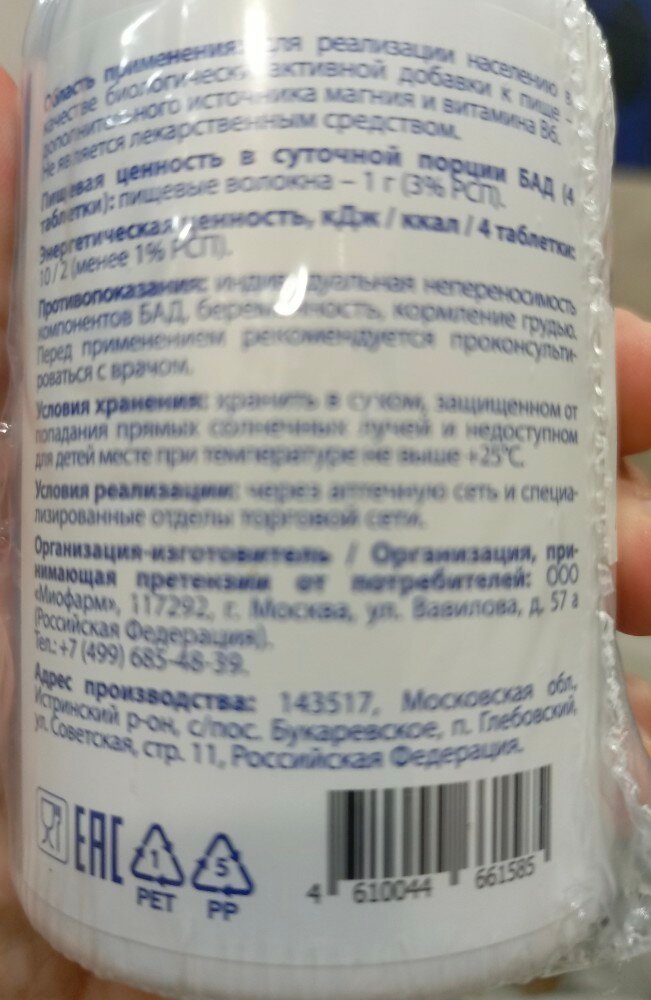 Область применения: для реализации населению в
качестве биологически активной добавки к пище –
дополнительного источника магния и витамина В6.
Не является лекарственным средством.
Пищевая ценность в суточной порции БАД (4
таблетки): пищевые волокна – 1 г (3% РСП).
Энергетическая ценность, кДж / ккал / 4 таблетки:
10 / 2 (менее 1% РСП).
Противопоказания: индивидуальная непереносимость
компонентов БАД, беременность, кормление грудью.
Перед применением рекомендуется проконсульти-
роваться с врачом.
Условия хранения: хранить в сухом, защищенном от
попадания прямых солнечных лучей и недоступном
для детей месте при температуре не выше +25°С.
Условия реализации: через аптечную сеть и специа-
лизированные отделы торговой сети.
Организация-изготовитель / Организация, при-
нимающая претензии от потребителей: ООО
«Миофарм», 117292, г. Москва, ул. Вавилова, д. 57 а
(Российская Федерация).
Тел.: +7 (499) 685-48-39.
Адрес производства: 143517, Московская обл.,
Истринский р-он, с/пос. Букаревское, п. Глебовский,
ул. Советская, стр. 11, Российская Федерация.
EAC
1
PET
5
PP
4 610044 661585